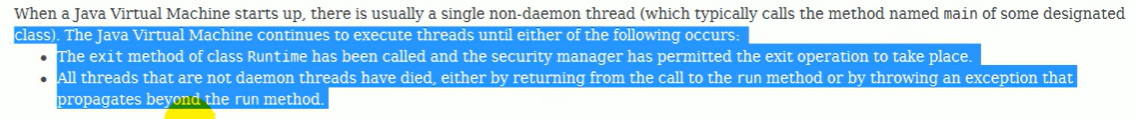 When a Java Virtual Machine starts up, there is usually a single non-daemon thread (which typically calls the method named main of some designated
class). The Java Virtual Machine continues to execute threads until either of the following occurs:
• The exit method of class Runtime has been called and the security manager has permitted the exit operation to take place.
• All threads that are not daemon threads have died, either by returning from the call to the run method or by throwing an exception that
propagates beyond the run method.